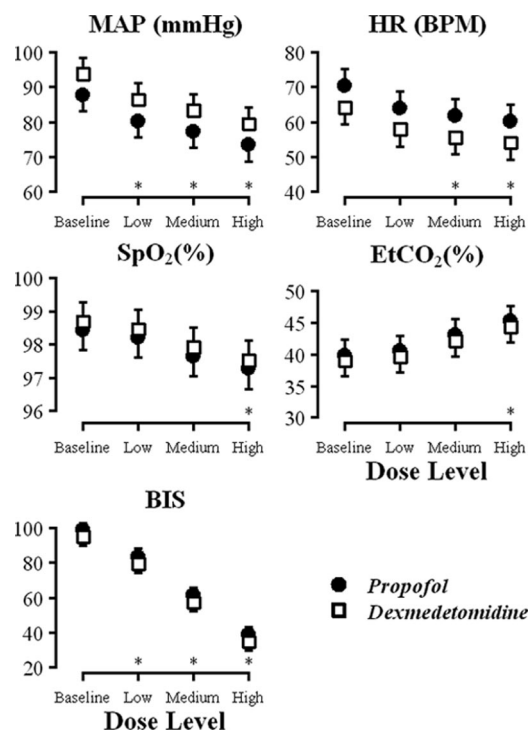 MAP (mmHg)
100
90
80
70
60
* * *
Baseline Low Medium High
HR (BPM)
80
70
60
50
40
* *
Baseline Low Medium High
SpO₂(%)
100
99
98
97
96
*
Baseline Low Medium High
EtCO₂(%)
50
45
40
35
30
*
Baseline Low Medium High
Dose Level
BIS
100
80
60
40
20
* * *
Baseline Low Medium High
Dose Level
Propofol
Dexmedetomidine